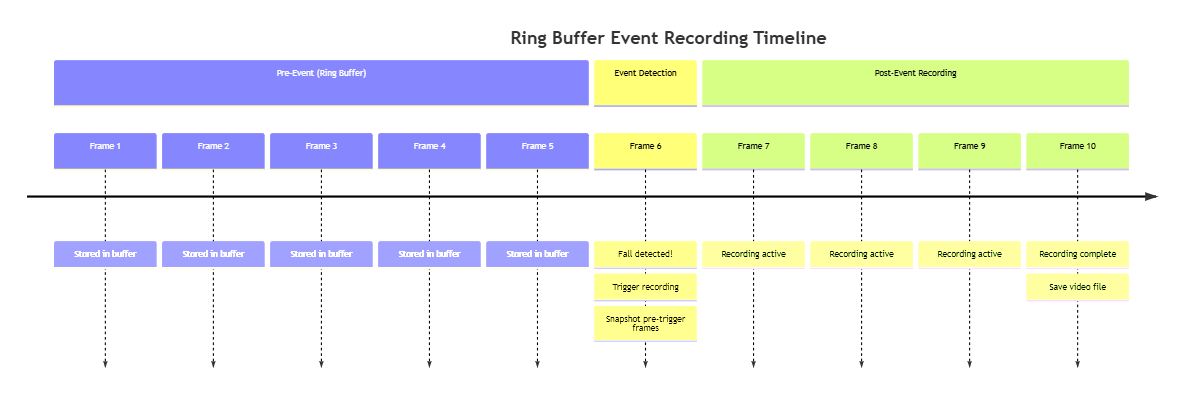 Ring Buffer Event Recording Timeline
Pre-Event (Ring Buffer)
Event Detection
Post-Event Recording
Frame 1
Frame 2
Frame 3
Frame 4
Frame 5
Frame 6
Frame 7
Frame 8
Frame 9
Frame 10
Stored in buffer
Stored in buffer
Stored in buffer
Stored in buffer
Stored in buffer
Fall detected!
Trigger recording
Snapshot pre-trigger
frames
Recording active
Recording active
Recording active
Recording complete
Save video file